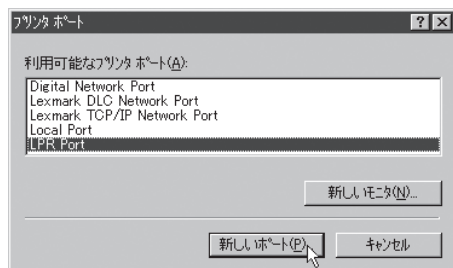 プリンタ ポート
利用可能なプリンタ ポート(A):
Digital Network Port
Lexmark DLC Network Port
Lexmark TCP/IP Network Port
Local Port
LPR Port
新しいモニタ(N)...
新しいポート(P)...
キャンセル